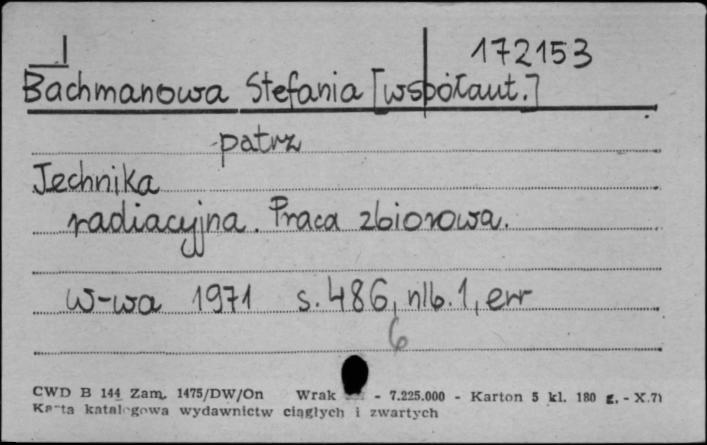 I 172153
Bachmanowa Stefania [współaut.]
patrz
Technika
radiacyjna. Praca zbiorowa.
W-wa 1971 s. 486, nlb. 1, err
6
CWD B 144 Zam. 1475/DW/On Wrak - 7.225.000 - Karton 5 kl. 180 g. - X.71
Karta katalogowa wydawnictw ciągłych i zwartych